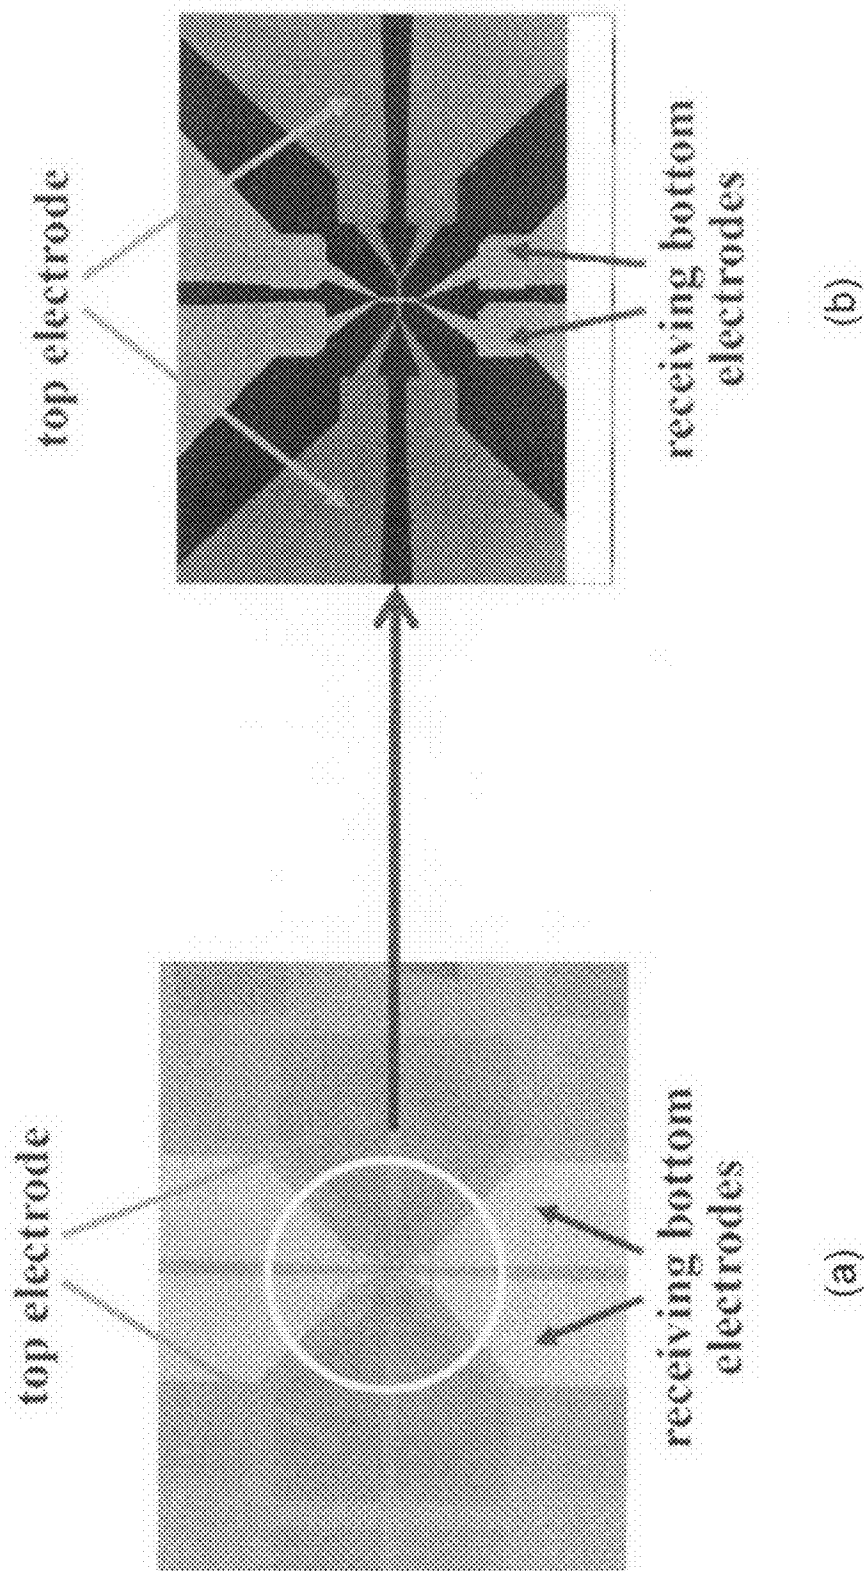 top electrode
receiving bottom
electrodes
(a)
top electrode
receiving bottom
electrodes
(b)